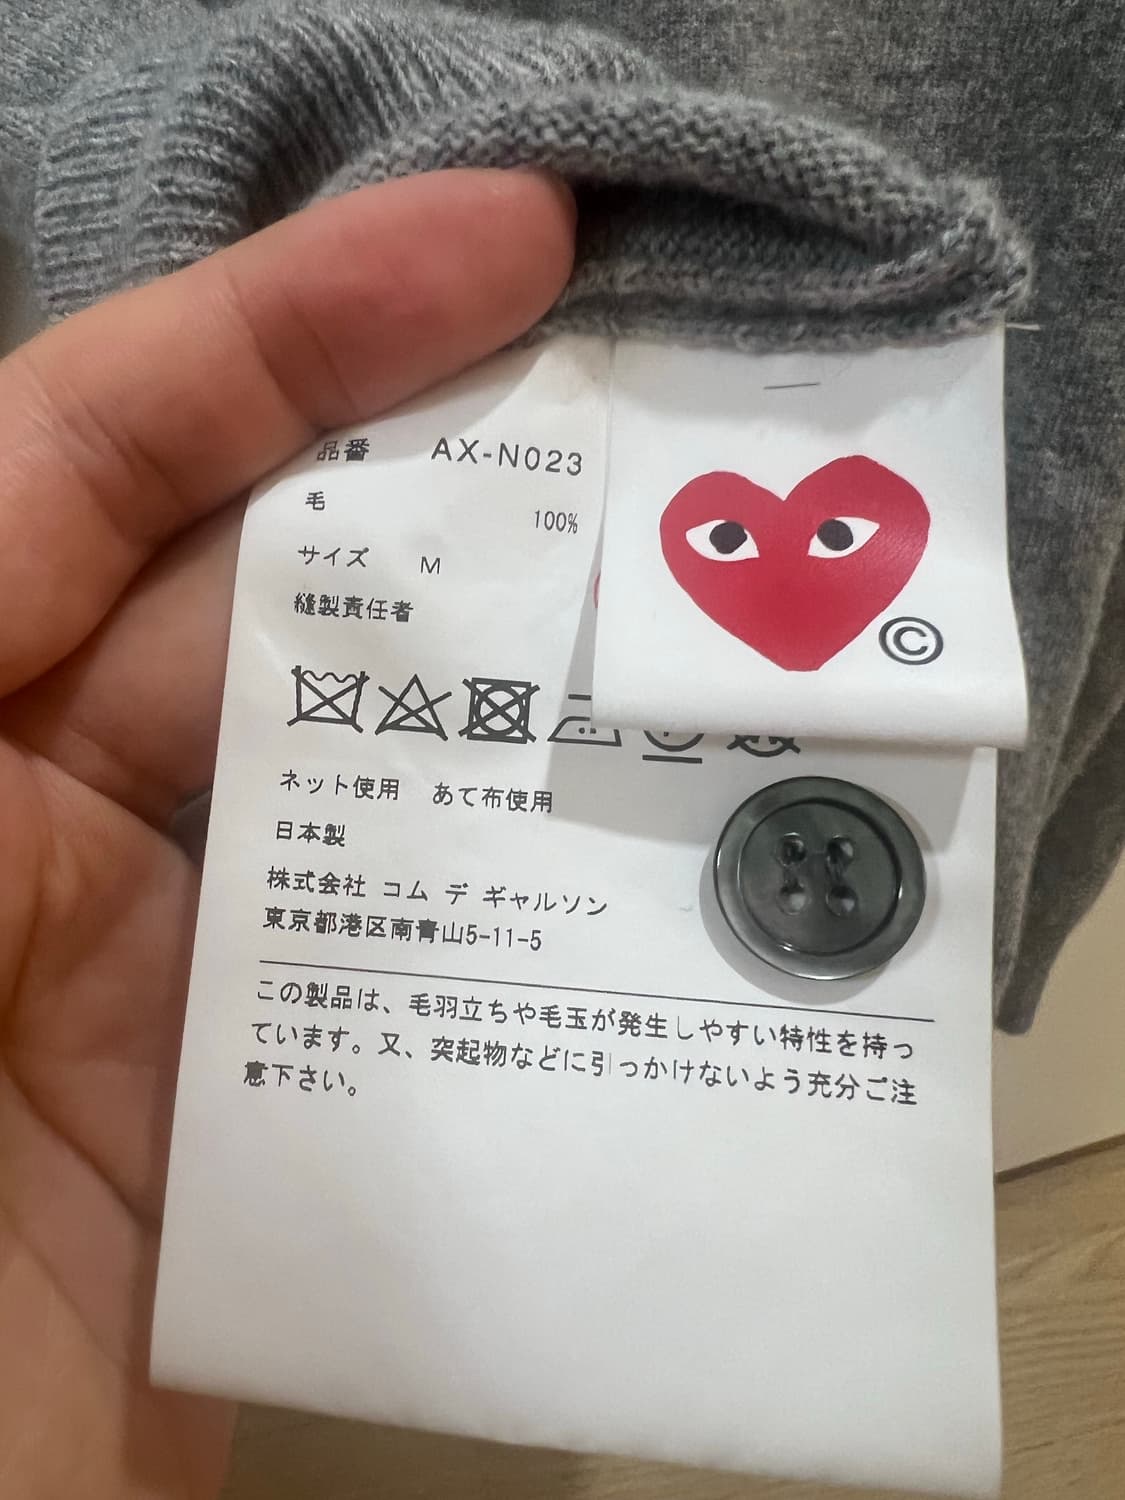 品番 AX-N023
毛 100%
サイズ M
縫製責任者
©
ネット使用 あて布使用
日本製
株式会社 コム デ ギャルソン
東京都港区南青山5-11-5
この製品は、毛羽立ちや毛玉が発生しやすい特性を持っ
ています。又、突起物などに引っかけないよう充分ご注
意下さい。